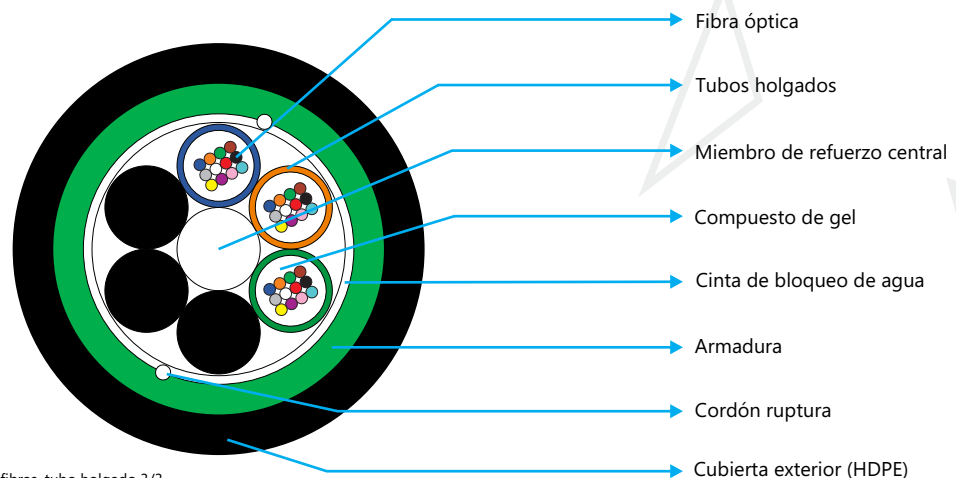 Fibra óptica
Tubos holgados
Miembro de refuerzo central
Compuesto de gel
Cinta de bloqueo de agua
Armadura
Cordón ruptura
Cubierta exterior (HDPE)